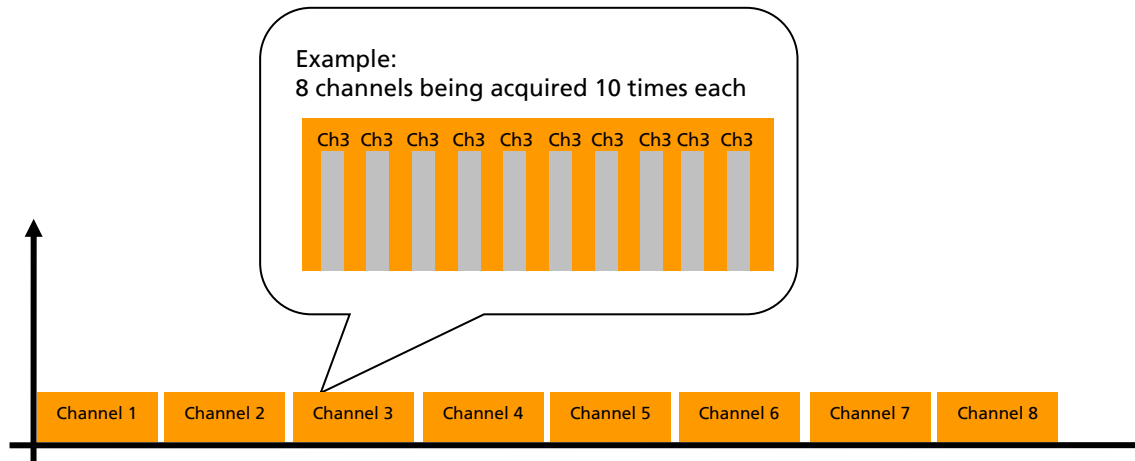 Example:
8 channels being acquired 10 times each
Ch3 Ch3 Ch3 Ch3 Ch3 Ch3 Ch3 Ch3 Ch3 Ch3
Channel 1 Channel 2 Channel 3 Channel 4 Channel 5 Channel 6 Channel 7 Channel 8